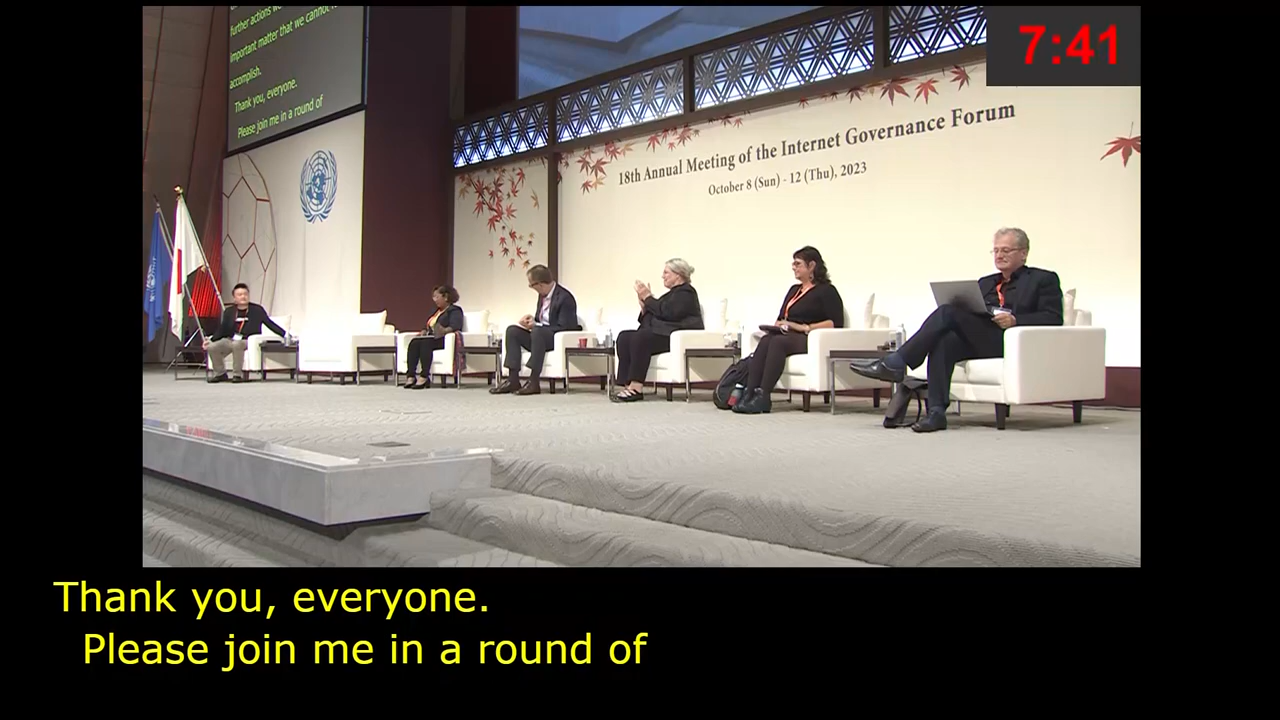 further actions
important matter that we cannot
accomplish.
Thank you, everyone.
Please join me in a round of
7:41
18th Annual Meeting of the Internet Governance Forum
October 8 (Sun) - 12 (Thu), 2023
Thank you, everyone.
Please join me in a round of